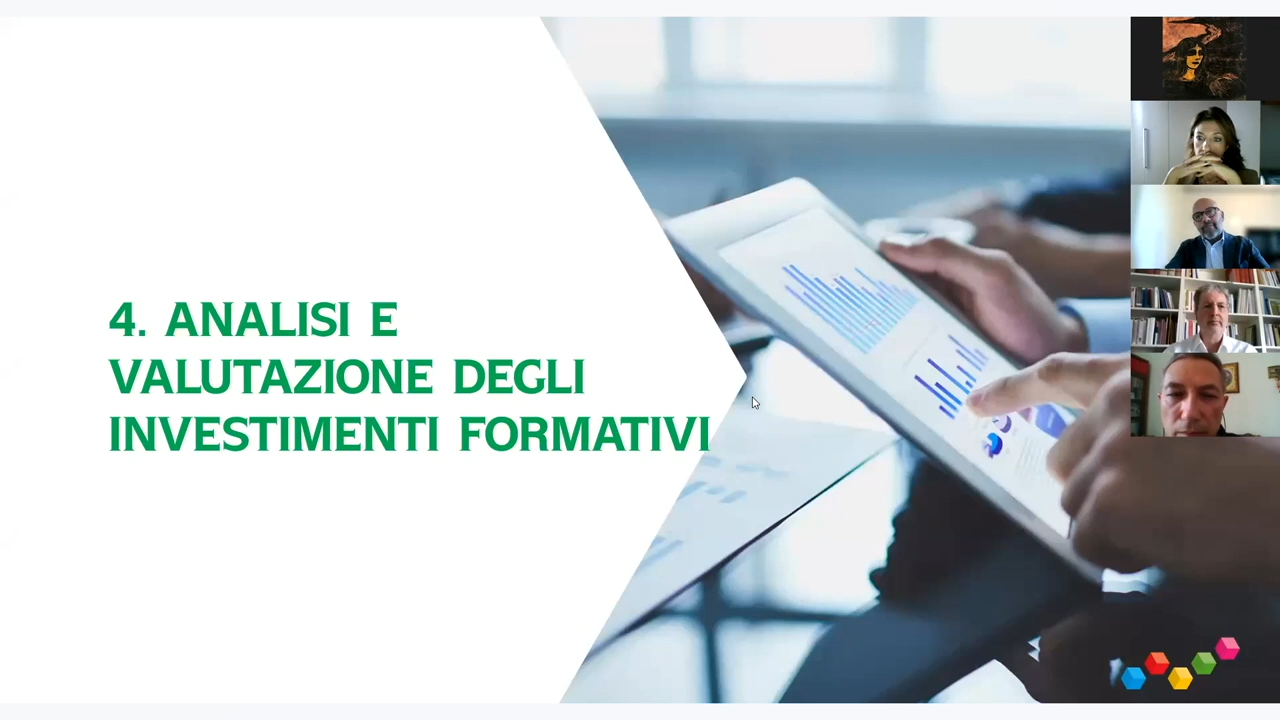 4. ANALISI E
VALUTAZIONE DEGLI
INVESTIMENTI FORMATIVI